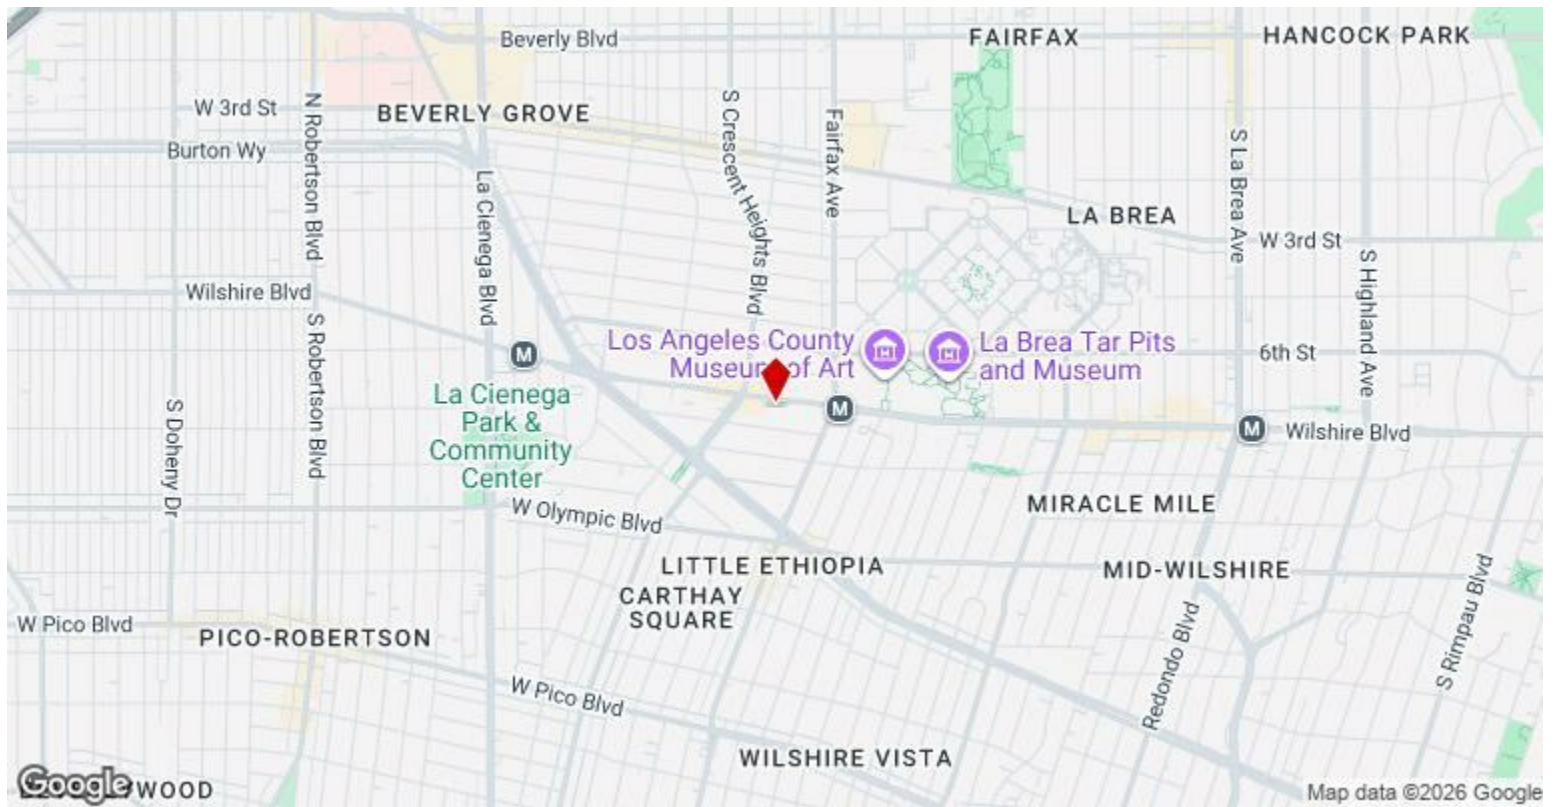 Beverly Blvd
FAIRFAX
HANCOCK PARK
W 3rd St
N Robertson Blvd
BEVERLY GROVE
S Crescent Heights Blvd
Fairfax Ave
S La Brea Ave
Burton Wy
La Cienega Blvd
LA BREA
W 3rd St
S Highland Ave
Wilshire Blvd
S Robertson Blvd
M
Los Angeles County
Museum of Art
La Brea Tar Pits
and Museum
6th St
La Cienega
Park &
Community
Center
S Doheny Dr
M
M
Wilshire Blvd
W Olympic Blvd
MIRACLE MILE
LITTLE ETHIOPIA
MID-WILSHIRE
CARTHAY
SQUARE
W Pico Blvd
PICO-ROBERTSON
Redondo Blvd
S Rimpau Blvd
W Pico Blvd
WILSHIRE VISTA
Google
WOOD
Map data ©2026 Google